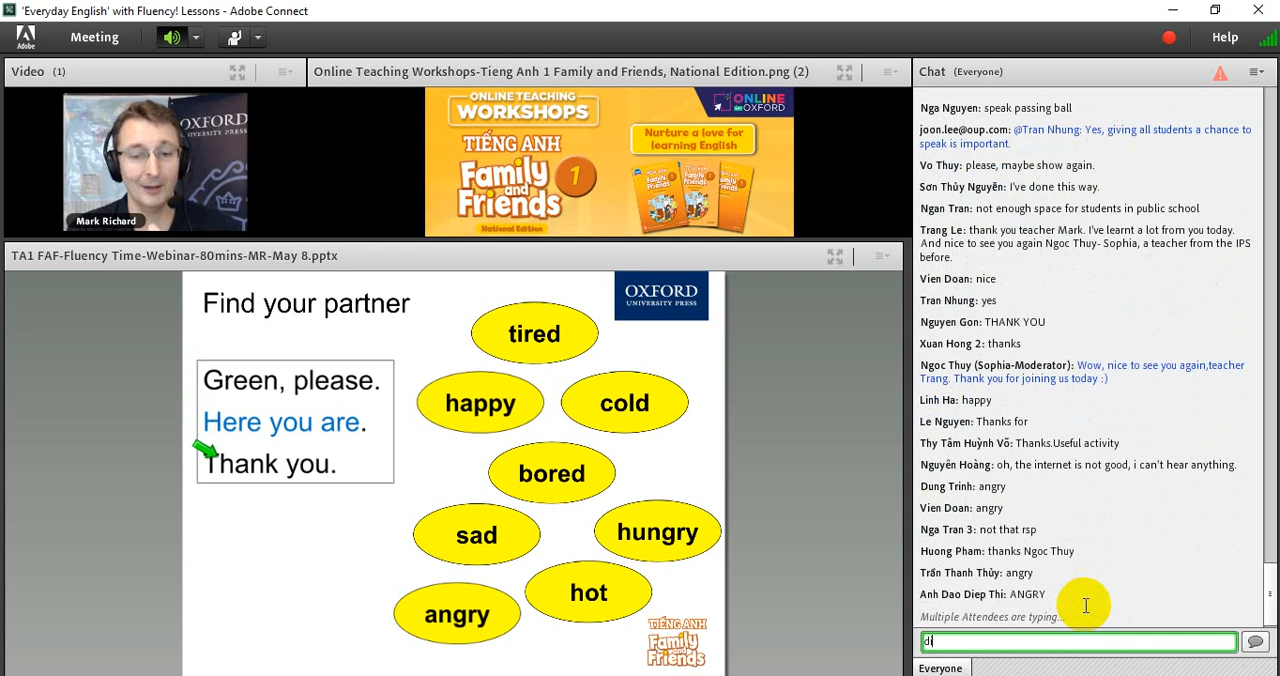 'Everyday English' with Fluency! Lessons - Adobe Connect
Adobe
Meeting
Help
Video (1)
Online Teaching Workshops-Tieng Anh 1 Family and Friends, National Edition.png (2)
Chat (Everyone)
OXFORD
UNIVERSITY PRESS
Mark Richard
ONLINE TEACHING
WORKSHOPS
TIẾNG ANH
Family and Friends 1
National Edition
ONLINE
OXFORD
Nurture a love for
learning English
TA1 FAF-Fluency Time-Webinar-80mins-MR-May 8.pptx
Find your partner
OXFORD
UNIVERSITY PRESS
Green, please.
Here you are.
Thank you.
tired
happy
cold
bored
sad
hungry
hot
angry
TIẾNG ANH
Family and
Friends
Nga Nguyen: speak passing ball
joon.lee@oup.com: @Tran Nhung: Yes, giving all students a chance to
speak is important.
Vo Thuy: please, maybe show again.
Sơn Thủy Nguyễn: I've done this way.
Ngan Tran: not enough space for students in public school
Trang Le: thank you teacher Mark. I've learnt a lot from you today.
And nice to see you again Ngoc Thuy- Sophia, a teacher from the IPS
before.
Vien Doan: nice
Tran Nhung: yes
Nguyen Gon: THANK YOU
Xuan Hong 2: thanks
Ngoc Thuy (Sophia-Moderator): Wow, nice to see you again,teacher
Trang. Thank you for joining us today :)
Linh Ha: happy
Le Nguyen: Thanks for
Thy Tâm Huỳnh Võ: Thanks.Useful activity
Nguyên Hoàng: oh, the internet is not good, i can't hear anything.
Dung Trinh: angry
Vien Doan: angry
Nga Tran 3: not that rsp
Huong Pham: thanks Ngoc Thuy
Trần Thanh Thủy: angry
Anh Dao Diep Thi: ANGRY
Multiple Attendees are typing...
di
Everyone